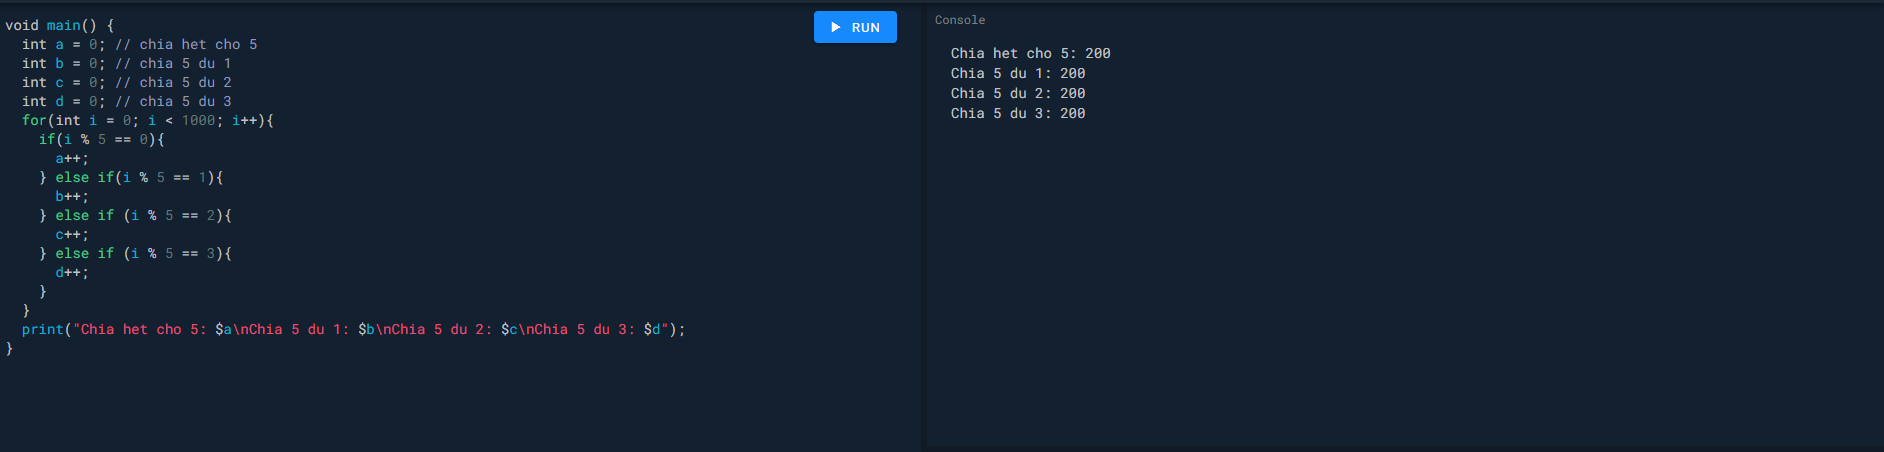 void main() {
  int a = 0; // chia het cho 5
  int b = 0; // chia 5 du 1
  int c = 0; // chia 5 du 2
  int d = 0; // chia 5 du 3
  for(int i = 0; i < 1000; i++){
    if(i % 5 == 0){
      a++;
    } else if(i % 5 == 1){
      b++;
    } else if (i % 5 == 2){
      c++;
    } else if (i % 5 == 3){
      d++;
    }
  }
  print("Chia het cho 5: $a\nChia 5 du 1: $b\nChia 5 du 2: $c\nChia 5 du 3: $d");
}
RUN
Console
Chia het cho 5: 200
Chia 5 du 1: 200
Chia 5 du 2: 200
Chia 5 du 3: 200